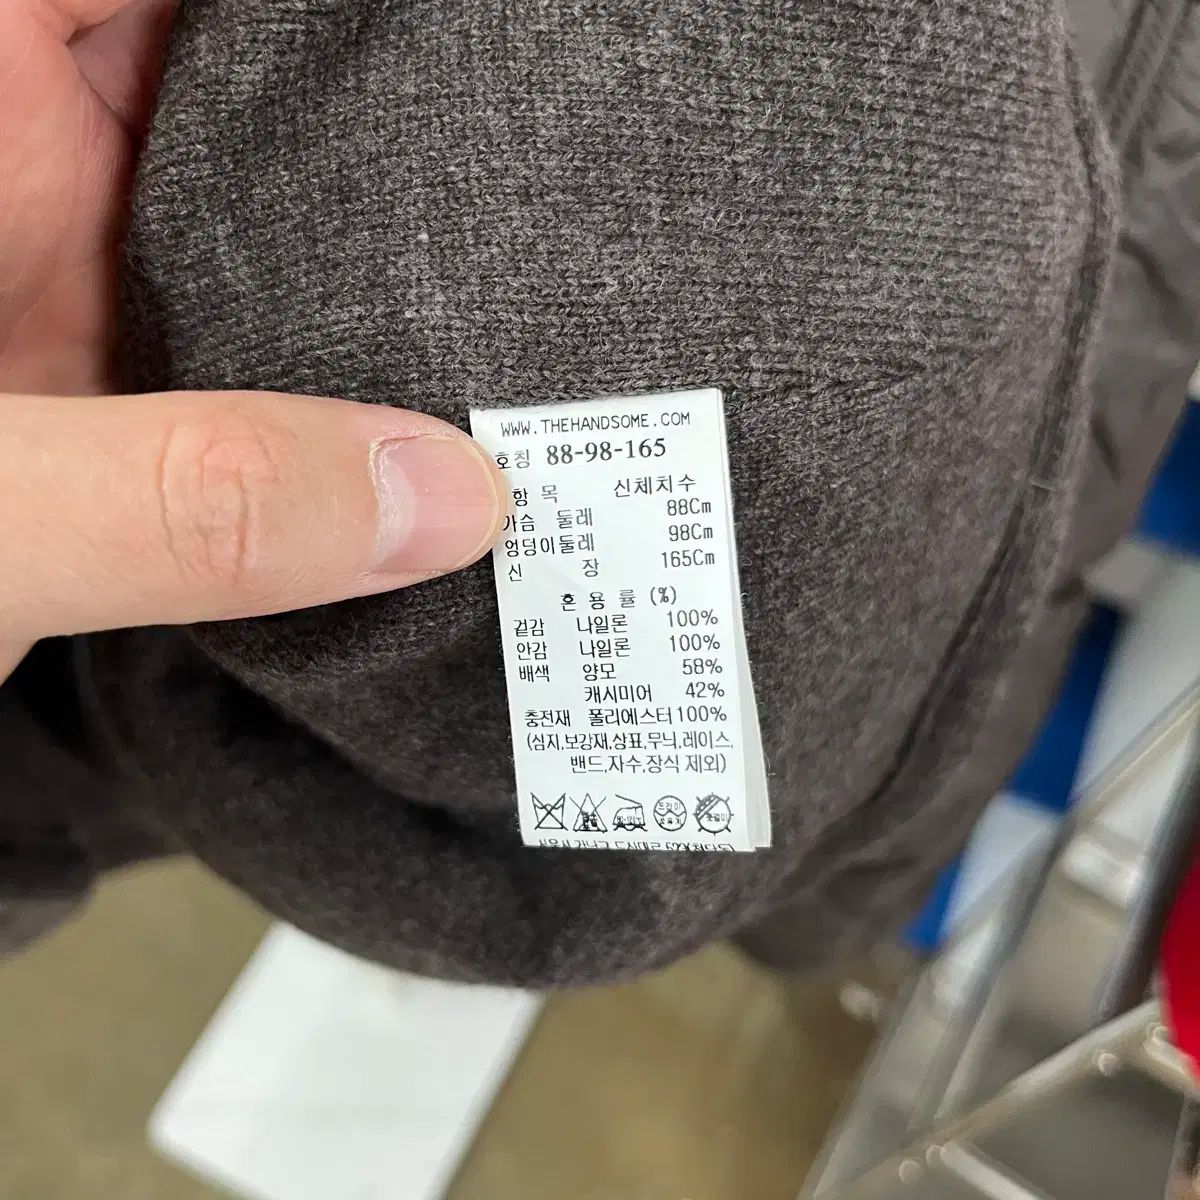 WWW.THEHANDSOME.COM
호칭 88-98-165
항 목 신체치수
가슴 둘레 88Cm
엉덩이둘레 98Cm
신 장 165Cm
혼 용 률 (%)
겉감 나일론 100%
안감 나일론 100%
배색 양모 58%
캐시미어 42%
충전재 폴리에스터 100%
(심지,보강재,상표,무늬,레이스,
밴드,자수,장식 제외)
드라이